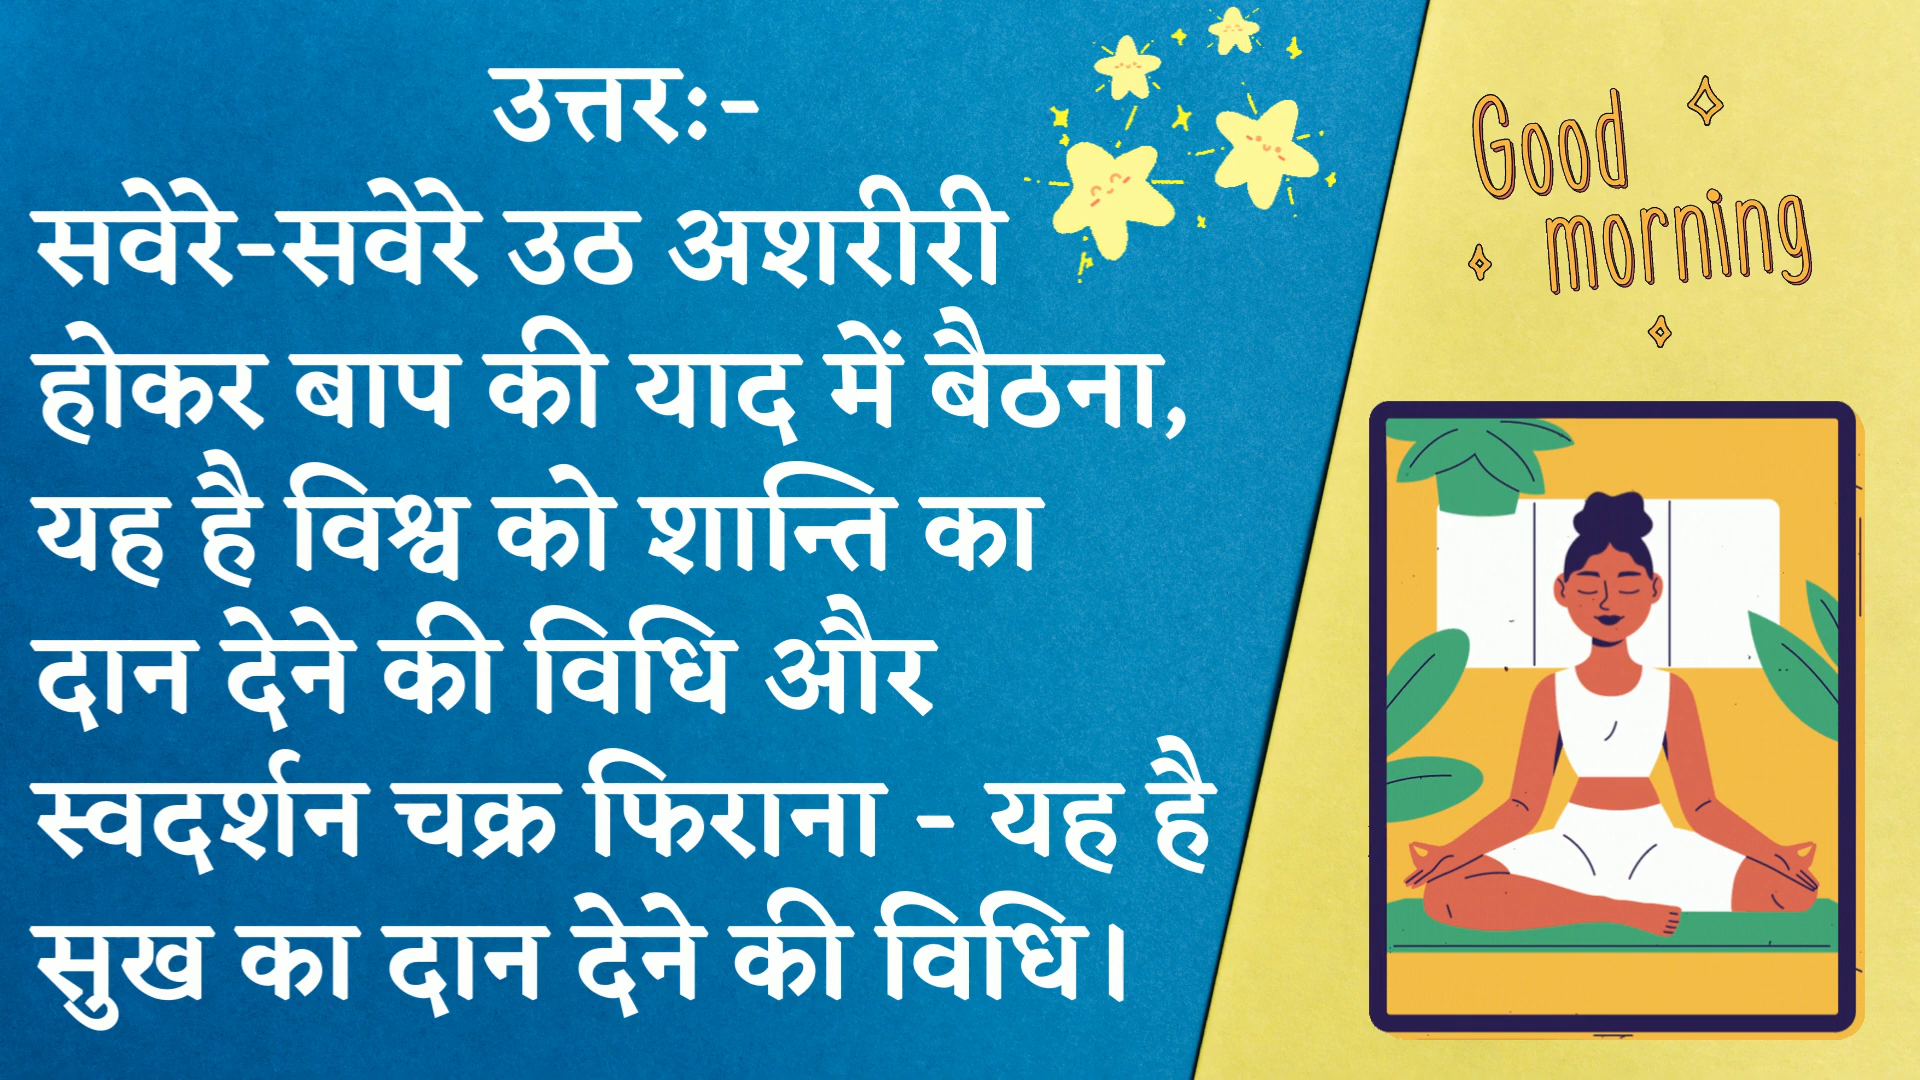 उत्तर:-
सवेरे-सवेरे उठ अशरीरी
होकर बाप की याद में बैठना,
यह है विश्व को शान्ति का
दान देने की विधि और
स्वदर्शन चक्र फिराना - यह है
सुख का दान देने की विधि।
Good
morning